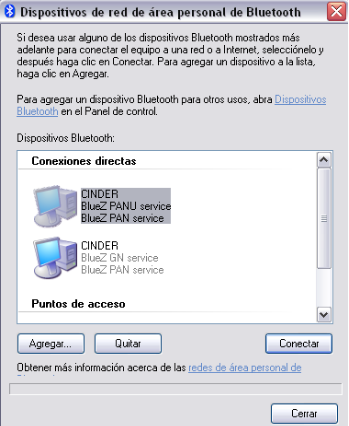 Dispositivos de red de área personal de Bluetooth
Si desea usar alguno de los dispositivos Bluetooth mostrados más
adelante para conectar el equipo a una red o a Internet, selecciónelo y
después haga clic en Conectar. Para agregar un dispositivo a la lista,
haga clic en Agregar.
Para agregar un dispositivo Bluetooth para otros usos, abra Dispositivos
Bluetooth en el Panel de control.
Dispositivos Bluetooth:
Conexiones directas
CINDER
BlueZ PANU service
BlueZ PAN service
CINDER
BlueZ GN service
BlueZ PAN service
Puntos de acceso
Agregar... Quitar Conectar
Obtener más información acerca de las redes de área personal de
Cerrar